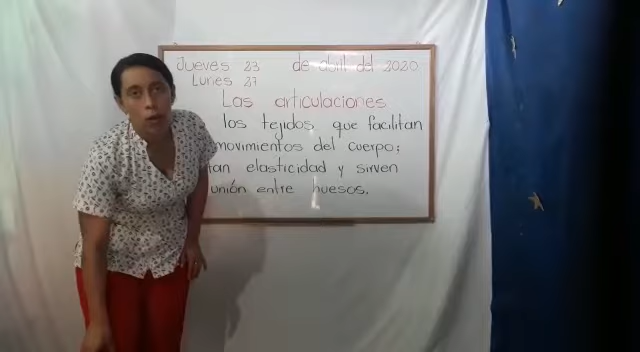 Jueves 23 de abril del 2020
Lunes 27
Las articulaciones
los tejidos que facilitan
movimientos del cuerpo;
elasticidad y sirven
unión entre huesos.